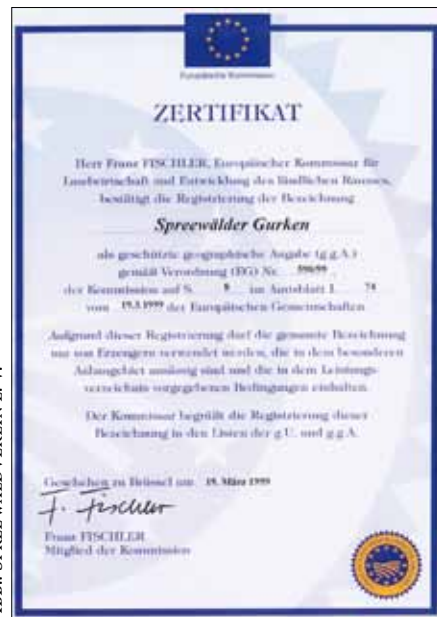 Europäische Kommission
ZERTIFIKAT
Herr Franz FISCHLER, Europäischer Kommissar für
Landwirtschaft und Entwicklung des ländlichen Raumes,
bestätigt die Registrierung der Bezeichnung
Spreewälder Gurken
als geschützte geographische Angabe (g.g.A.)
gemäß Verordnung (EG) Nr. 590/99
der Kommission auf S. 8 im Amtsblatt L 74
vom 19.3.1999 der Europäischen Gemeinschaften
Aufgrund dieser Registrierung darf die genannte Bezeichnung
nur von Erzeugern verwendet werden, die in dem besonderen
Anbaugebiet ansässig sind und die in dem Leistungs-
verzeichnis vorgegebenen Bedingungen einhalten.
Der Kommissar begrüßt die Registrierung dieser
Bezeichnung in den Listen der g.U. und g.g.A.
Geschehen zu Brüssel am 19. März 1999
F. Fischler
Franz FISCHLER
Mitglied der Kommission
SPREEWALDVEREIN E. V.